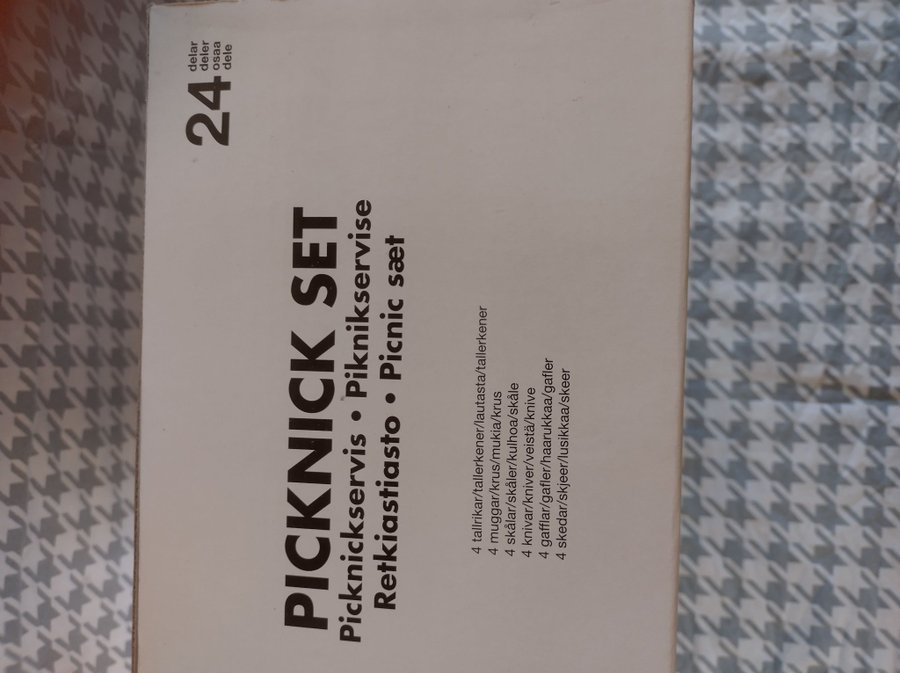 24
delar
deler
osaa
dele
PICKNICK SET
Picknickservis • Piknikservise
Retkiastiasto • Picnic sæt
4 tallrikar/tallerkener/lautasta/tallerkener
4 muggar/krus/mukia/krus
4 skålar/skåler/kulhoa/skåle
4 knivar/kniver/veistä/knive
4 gafflar/gafler/haarukkaa/gafler
4 skedar/skjeer/lusikkaa/skeer